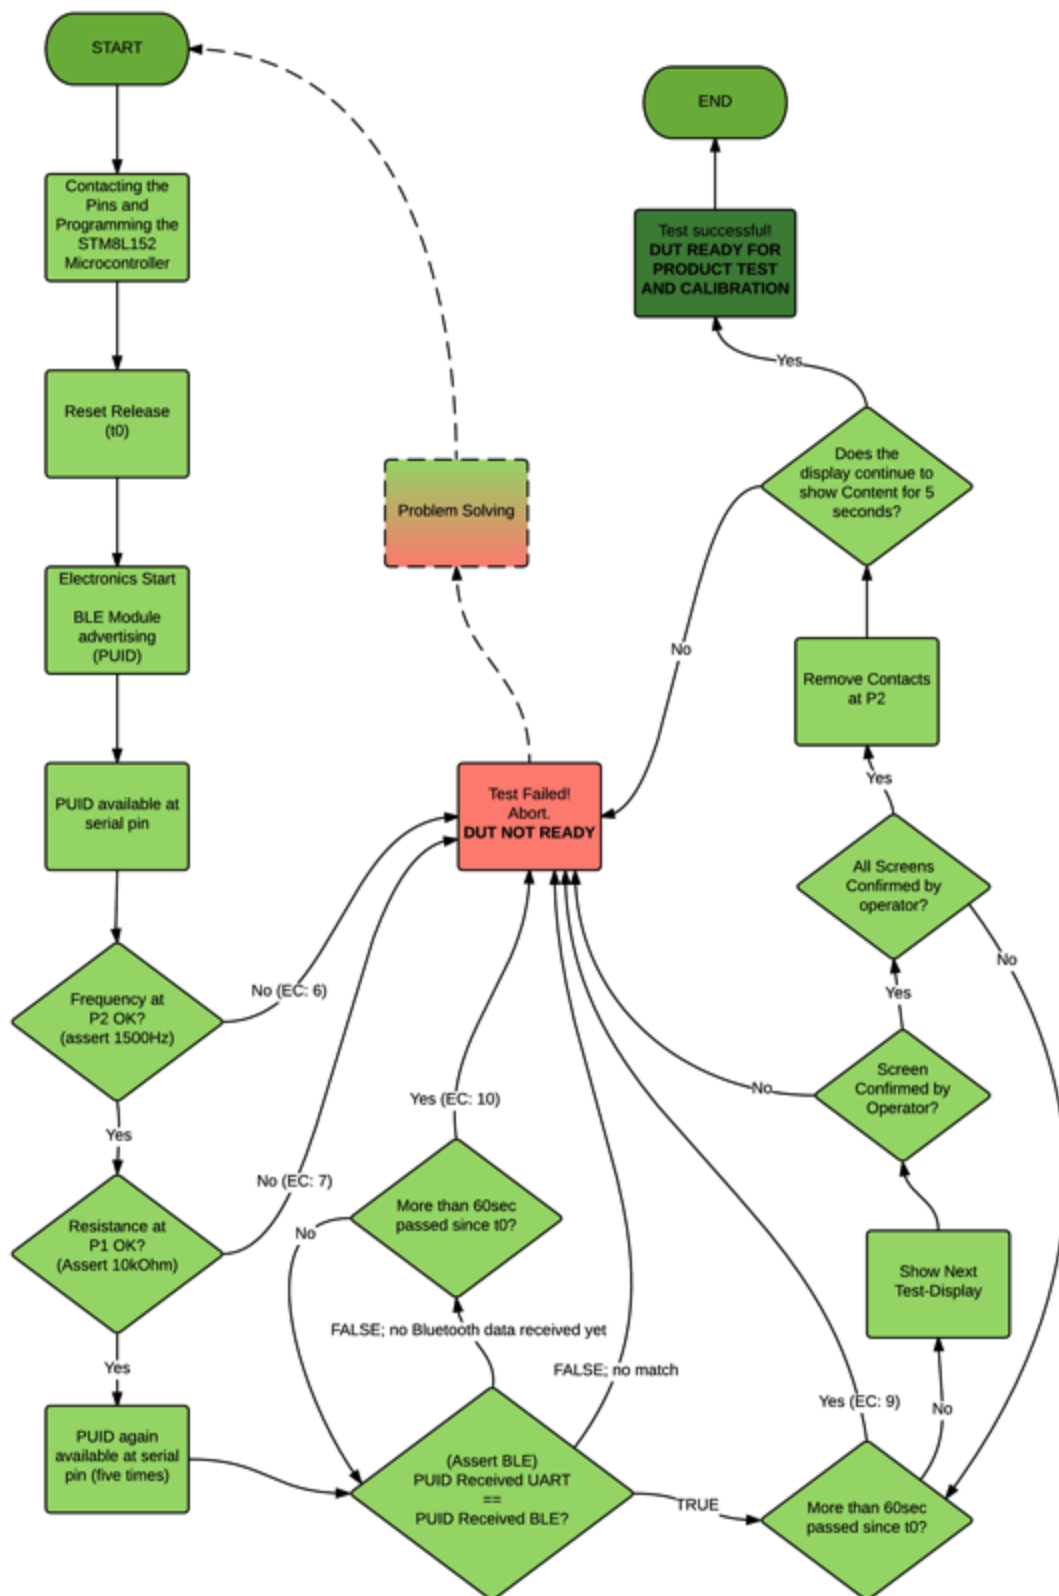 START
Contacting the
Pins and
Programming the
STM8L152
Microcontroller
Reset Release
(t0)
Electronics Start
BLE Module
advertising
(PUID)
PUID available at
serial pin
Frequency at
P2 OK?
(assert 1500Hz)
No (EC: 6)
Yes
Resistance at
P1 OK?
(Assert 10kOhm)
No (EC: 7)
Yes
PUID again
available at serial
pin (five times)
(Assert BLE)
PUID Received UART
==
PUID Received BLE?
FALSE; no Bluetooth data received yet
More than 60sec
passed since t0?
No
Yes (EC: 10)
FALSE; no match
TRUE
More than 60sec
passed since t0?
Yes (EC: 9)
No
Show Next
Test-Display
Screen
Confirmed by
Operator?
No
Yes
All Screens
Confirmed by
operator?
No
Yes
Remove Contacts
at P2
Does the
display continue to
show Content for 5
seconds?
No
Yes
Test successful!
DUT READY FOR
PRODUCT TEST
AND CALIBRATION
END
Test Failed!
Abort.
DUT NOT READY
Problem Solving